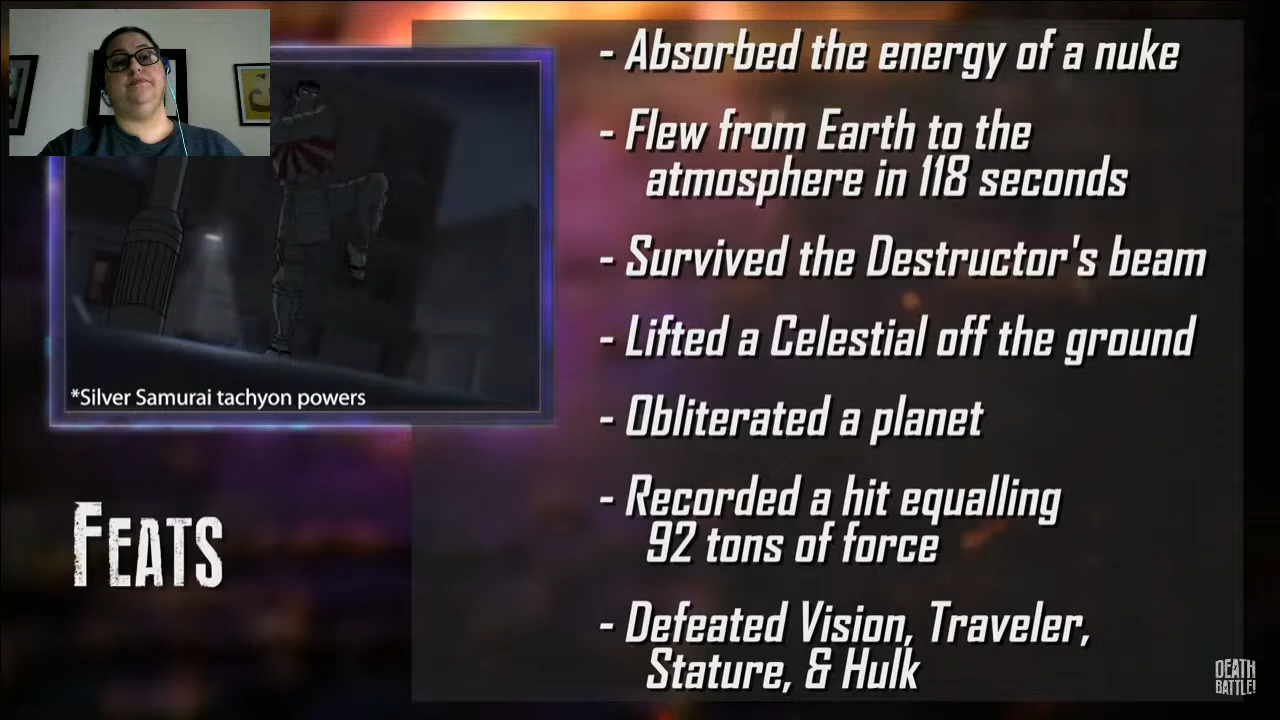 - Absorbed the energy of a nuke
- Flew from Earth to the
atmosphere in 118 seconds
- Survived the Destructor's beam
- Lifted a Celestial off the ground
*Silver Samurai tachyon powers
- Obliterated a planet
- Recorded a hit equalling
92 tons of force
FEATS
- Defeated Vision, Traveler,
Stature, & Hulk
DEATH
BATTLE!